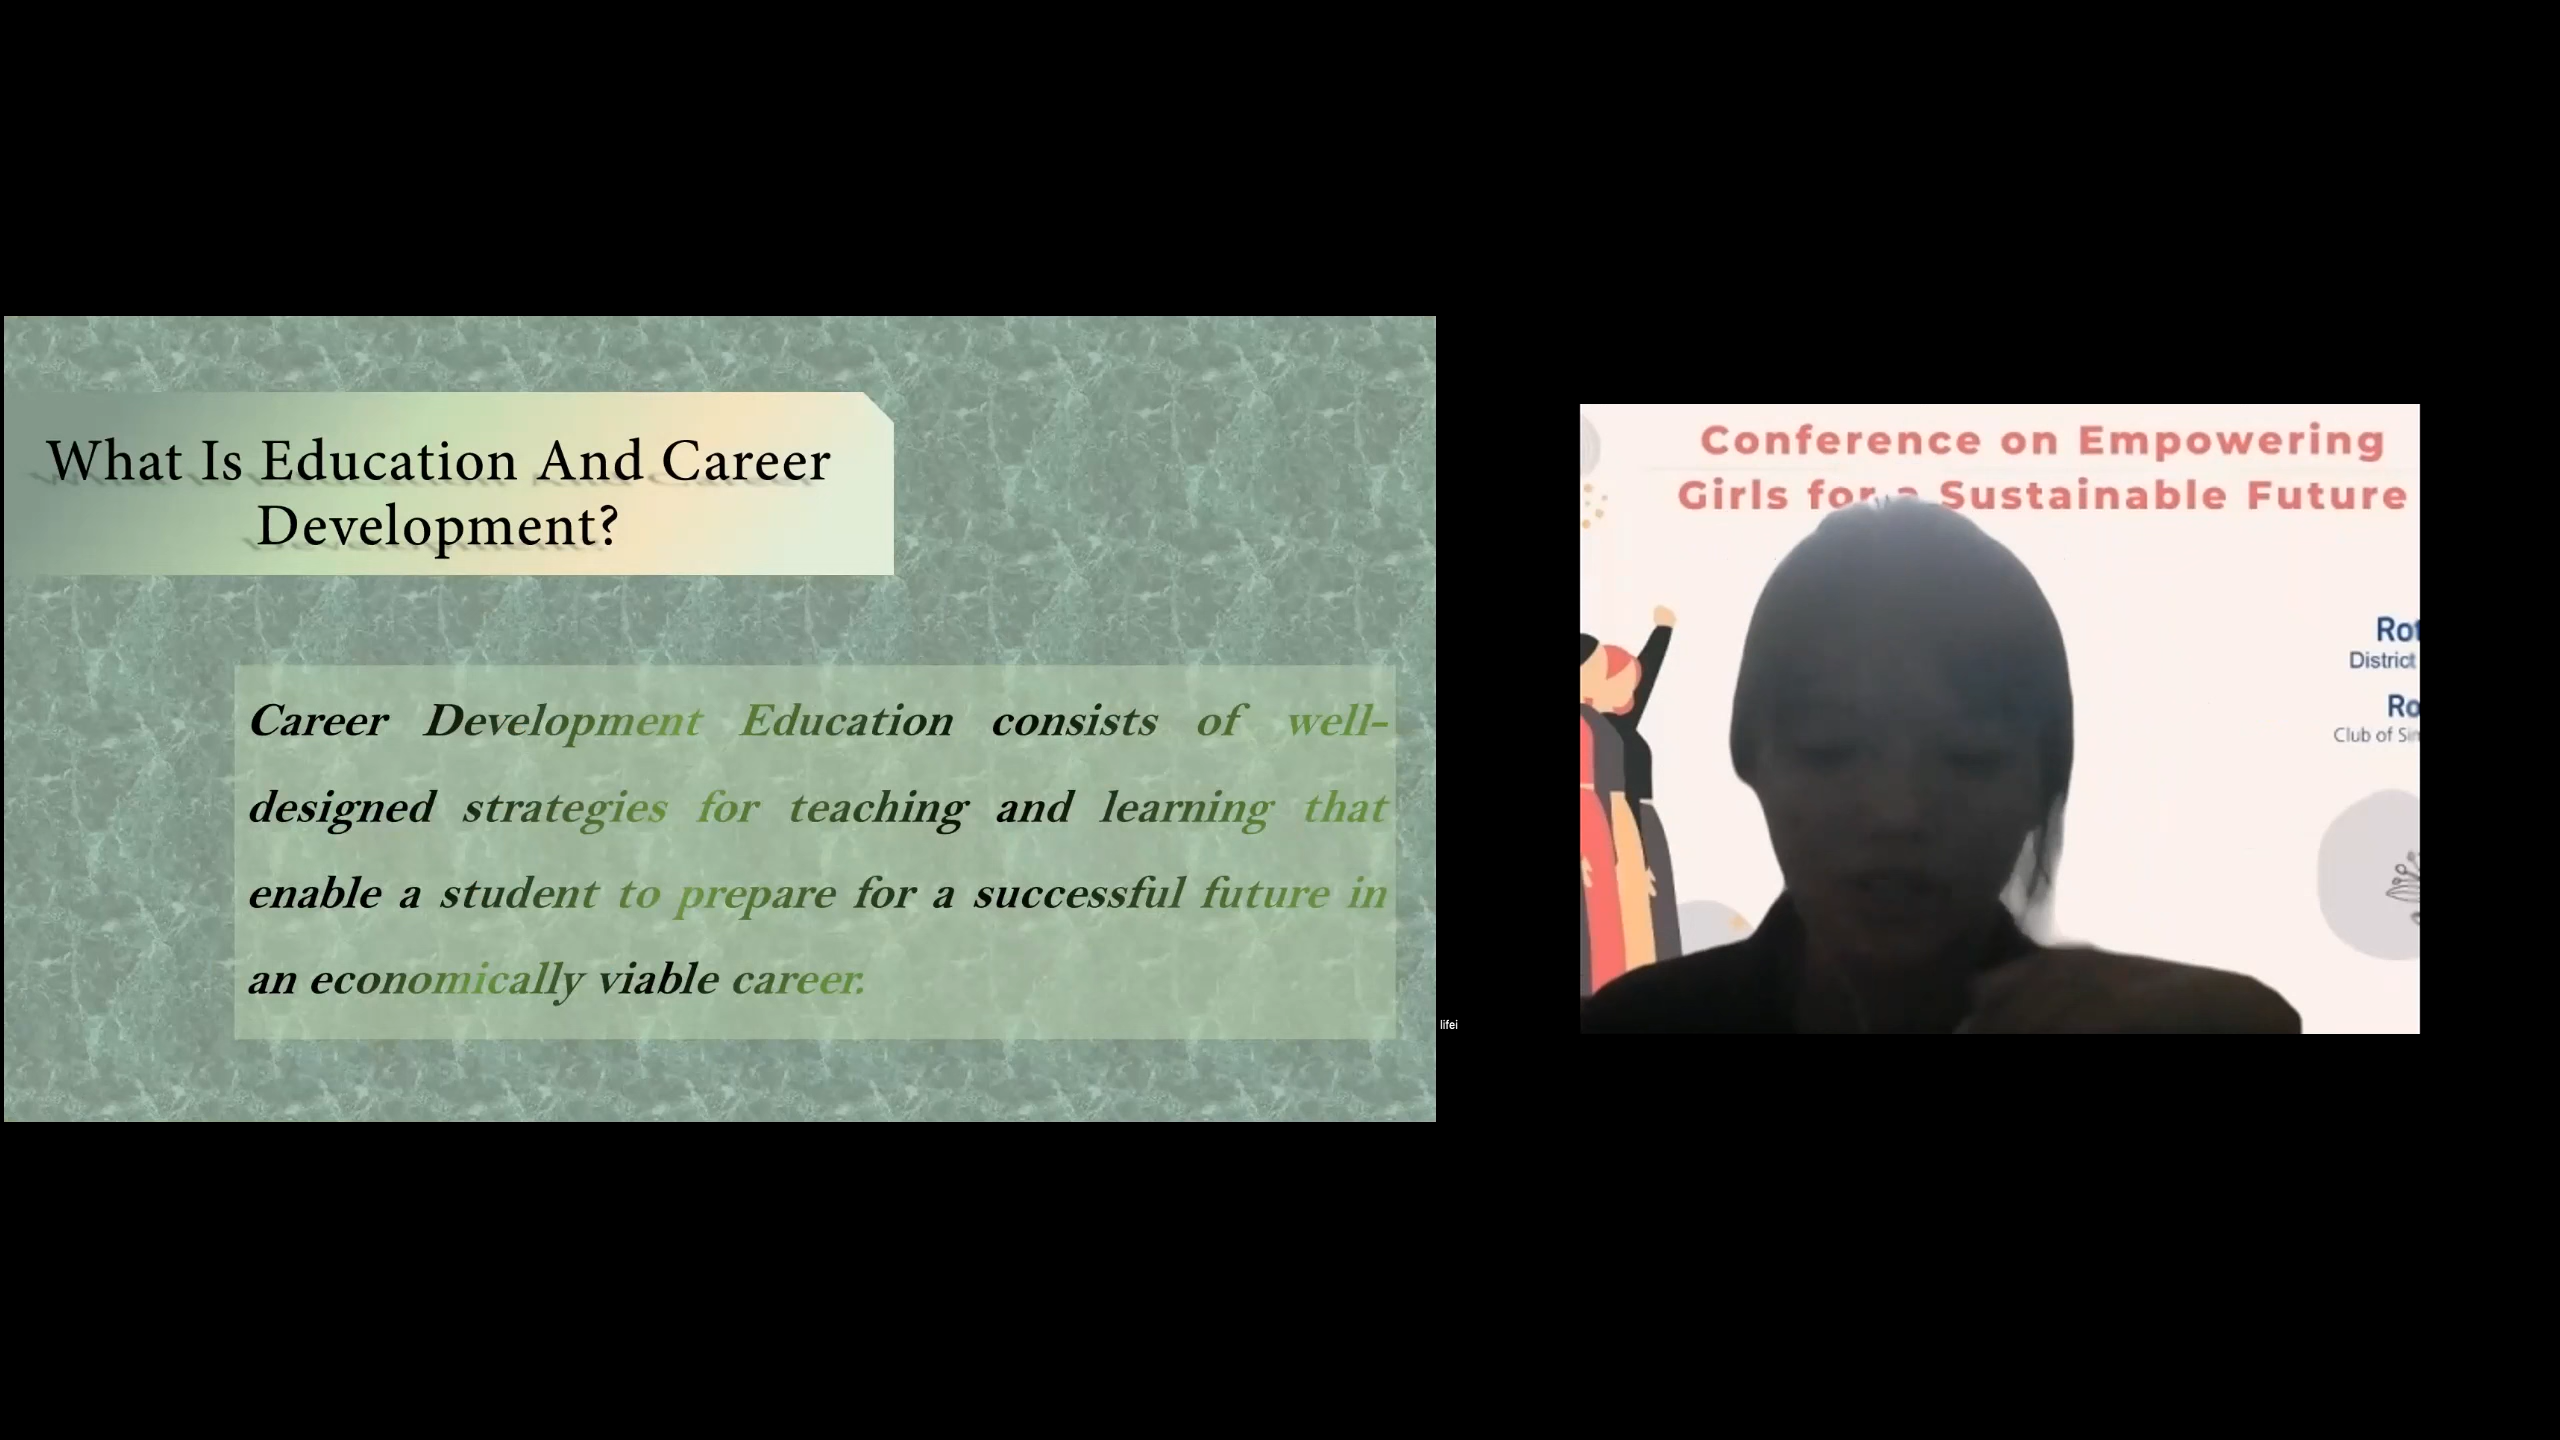 What Is Education And Career
Development?
Career Development Education consists of well-
designed strategies for teaching and learning that
enable a student to prepare for a successful future in
an economically viable career.
lifei
Conference on Empowering
Girls for a Sustainable Future
District
Club of